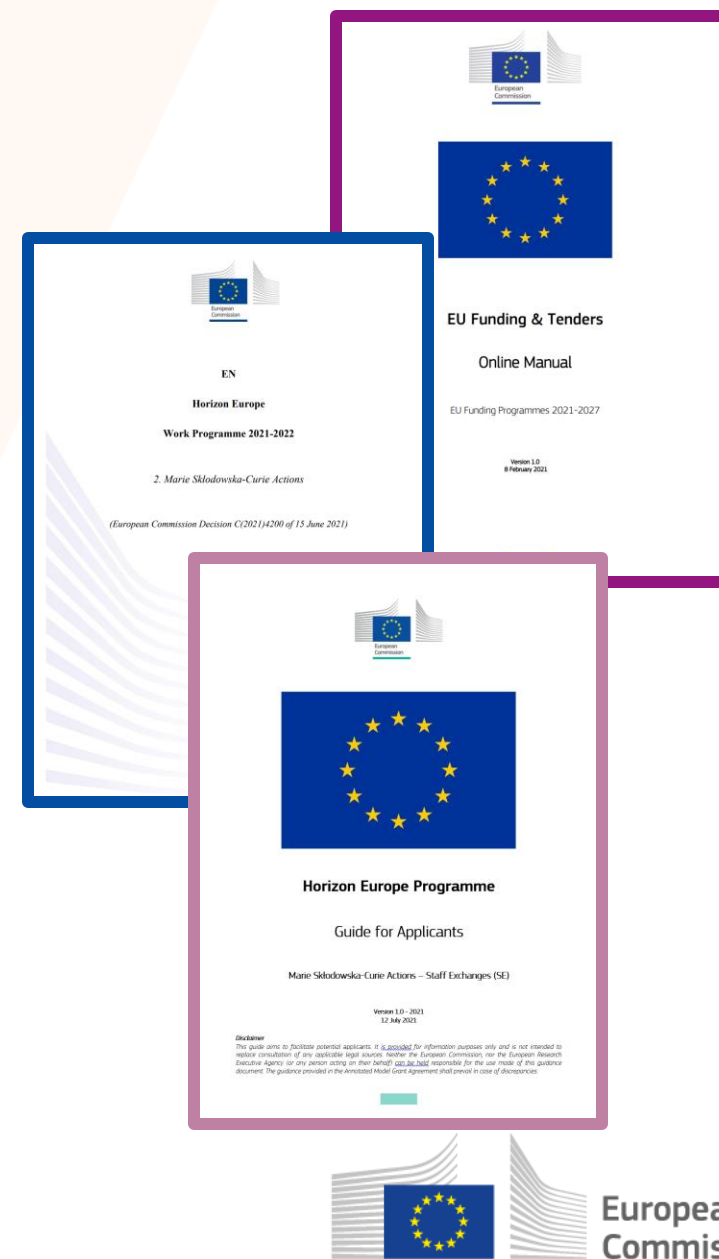 European
Commission
EU Funding & Tenders
Online Manual
EU Funding Programmes 2021-2027
Version 1.0
8 February 2021
European
Commission
EN
Horizon Europe
Work Programme 2021-2022
2. Marie Skłodowska-Curie Actions
(European Commission Decision C(2021)4200 of 15 June 2021)
European
Commission
Horizon Europe Programme
Guide for Applicants
Marie Skłodowska-Curie Actions – Staff Exchanges (SE)
Version 1.0 - 2021
12 July 2021
Disclaimer
This guide aims to facilitate potential applicants. It is provided for information purposes only and is not intended to
replace consultation of any applicable legal sources. Neither the European Commission, nor the European Research
Executive Agency (or any person acting on their behalf) can be held responsible for the use made of this guidance
document. The guidance provided in the Annotated Model Grant Agreement shall prevail in case of discrepancies.
Europea
Commis